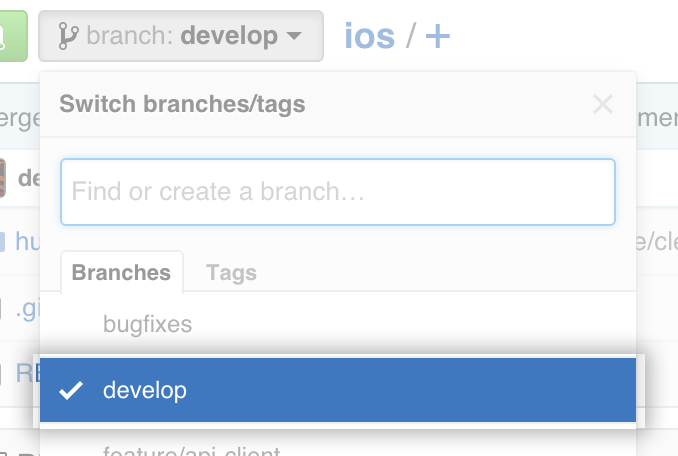 branch: develop
ios / +
Switch branches/tags
Find or create a branch…
Branches
Tags
bugfixes
develop
feature/api-client